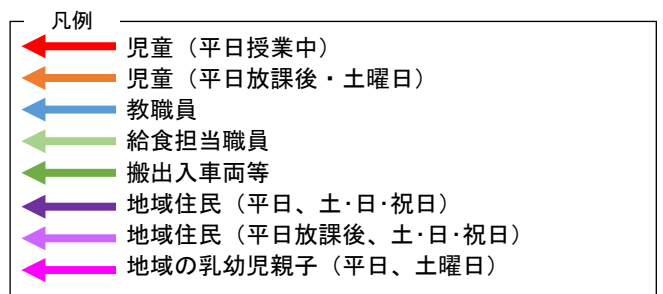 凡例
児童（平日授業中）
児童（平日放課後・土曜日）
教職員
給食担当職員
搬出入車両等
地域住民（平日、土･日･祝日）
地域住民（平日放課後、土･日･祝日）
地域の乳幼児親子（平日、土曜日）